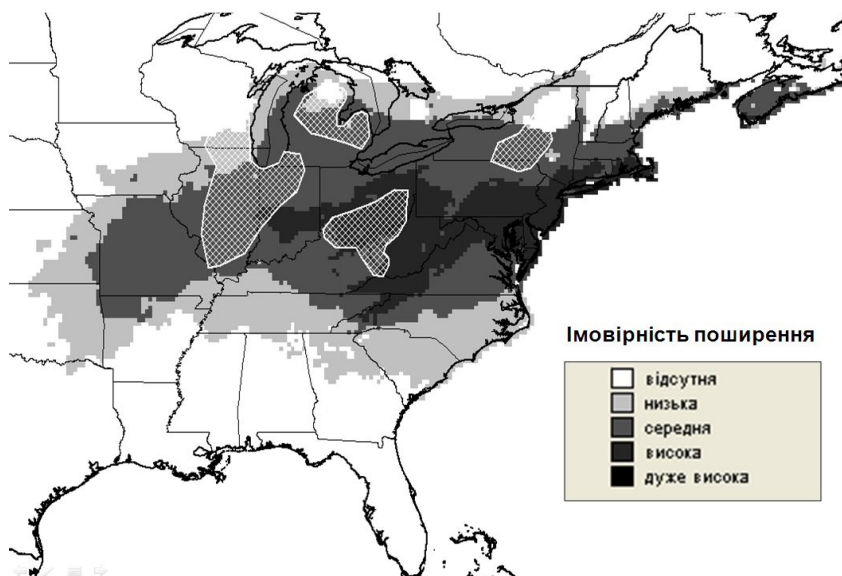 Імовірність поширення
відсутня
низька
середня
висока
дуже висока